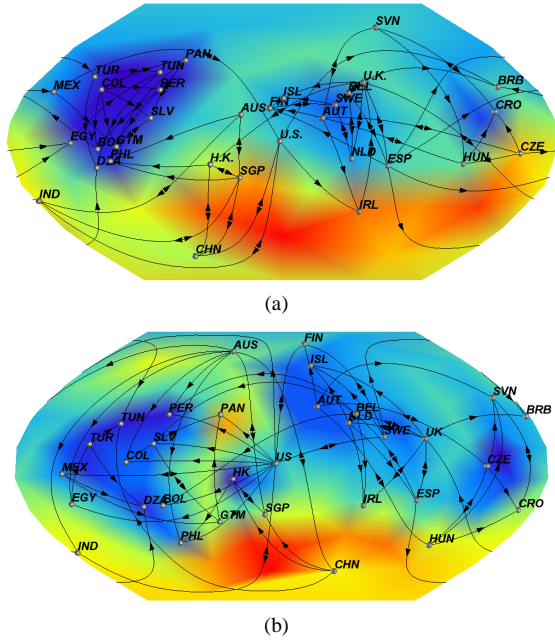 SVN
PAN
TUR
TUN
U.K.
MEX
COL
PER
BRB
ISL
FIN
SWE
AUS
CRO
SLV
AUT
EGY
GTM
U.S.
CZE
PHL
NLD
H.K.
ESP
HUN
SGP
IND
IRL
CHN
(a)
AUS
FIN
ISL
SVN
AUT
PER
PAN
BEL
BRB
TUN
NLD
SWE
UK
TUR
SLV
COL
US
CZE
MEX
HK
EGY
DZA
BOL
ESP
IRL
CRO
SGP
GTM
PHL
HUN
IND
CHN
(b)